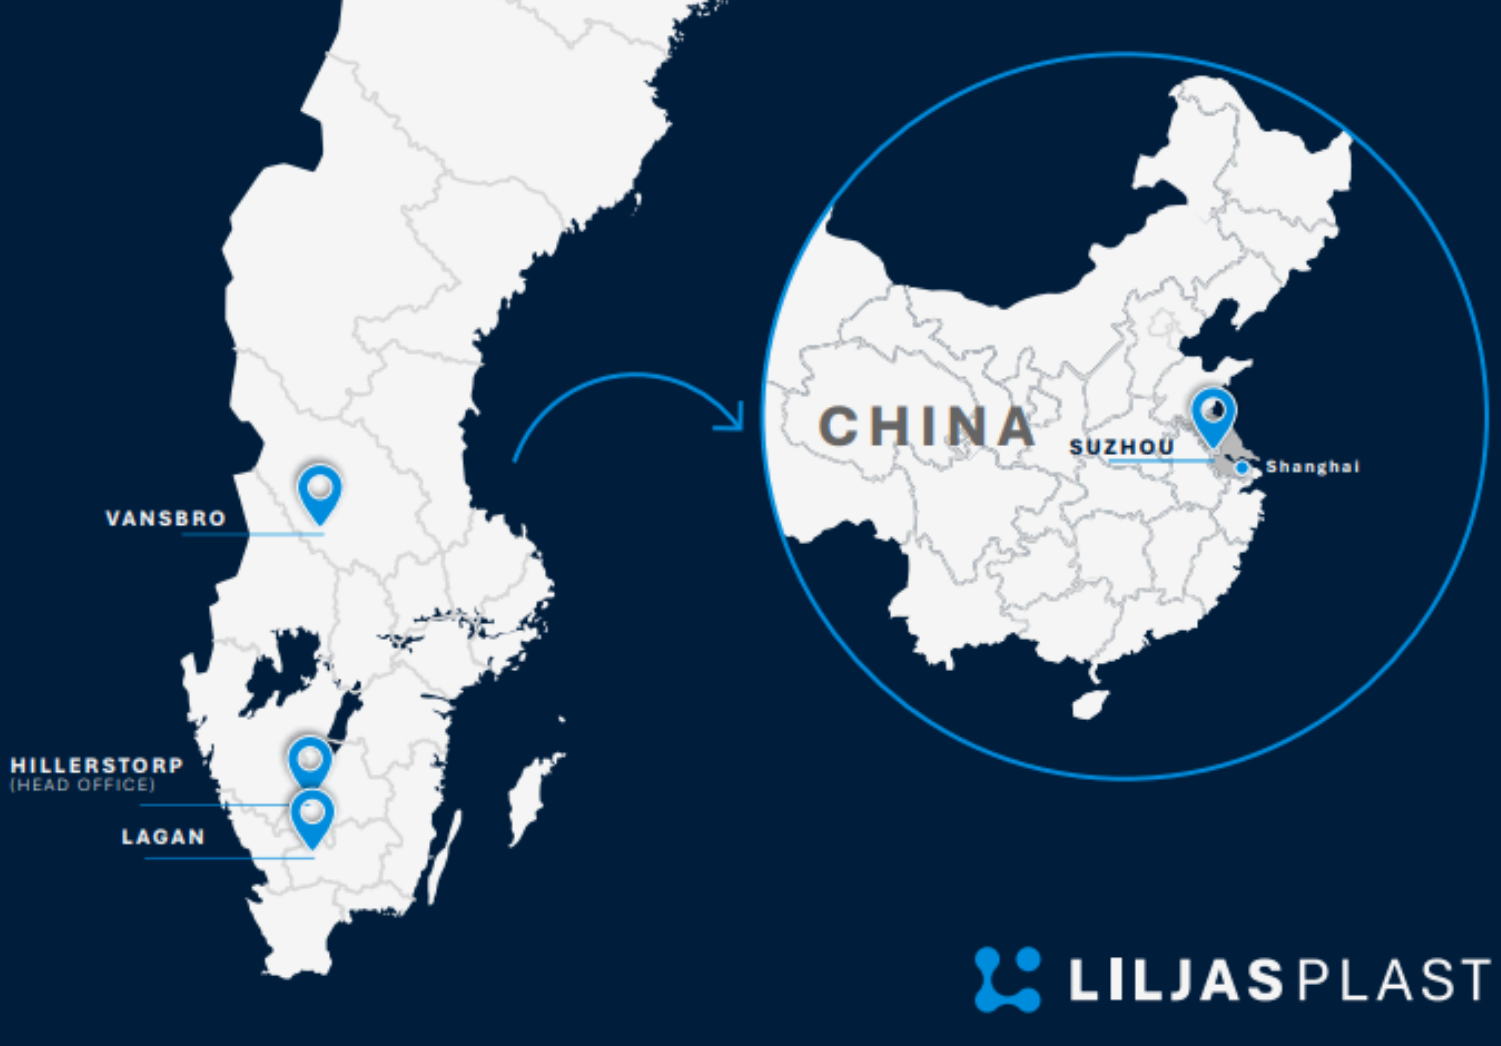 CHINA
SUZHOU
Shanghai
VANSBRO
HILLERSTORP
(HEAD OFFICE)
LAGAN
LILJASPLAST